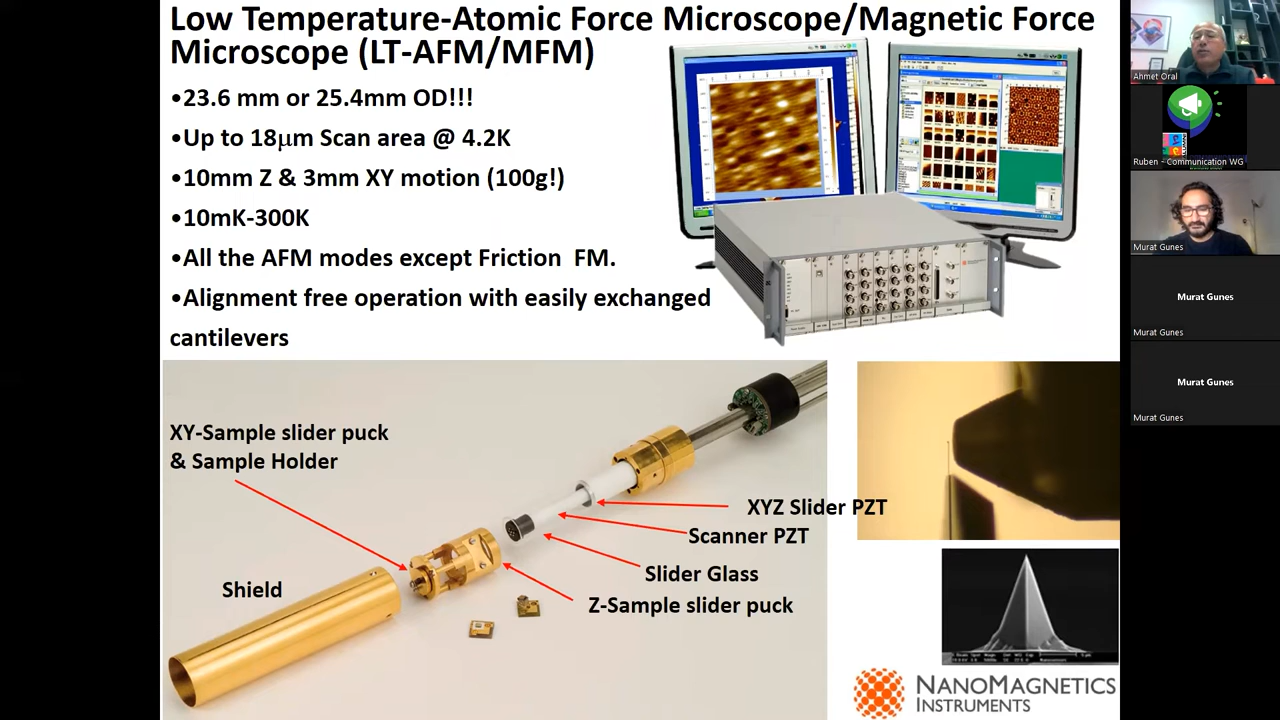 Low Temperature-Atomic Force Microscope/Magnetic Force
Microscope (LT-AFM/MFM)
•23.6 mm or 25.4mm OD!!!
•Up to 18μm Scan area @ 4.2K
•10mm Z & 3mm XY motion (100g!)
•10mK-300K
•All the AFM modes except Friction FM.
•Alignment free operation with easily exchanged
cantilevers
XY-Sample slider puck
& Sample Holder
Shield
XYZ Slider PZT
Scanner PZT
Slider Glass
Z-Sample slider puck
NANOMAGNETICS
INSTRUMENTS
Ahmet Oral
Ruben - Communication WG
Murat Gunes
Murat Gunes
Murat Gunes
Murat Gunes
Murat Gunes